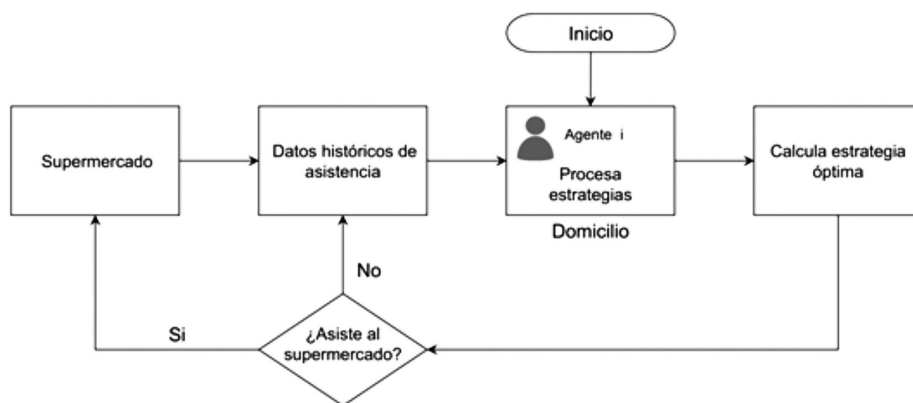 Inicio
Supermercado
Datos históricos de
asistencia
Agente i
Procesa
estrategias
Calcula estrategia
óptima
Domicilio
No
Si
¿Asiste al
supermercado?